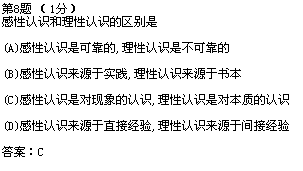 第8题 (1分)
感性认识和理性认识的区别是
(A)感性认识是可靠的,理性认识是不可靠的
(B)感性认识来源于实践,理性认识来源于书本
(C)感性认识是对现象的认识,理性认识是对本质的认识
(D)感性认识来源于直接经验,理性认识来源于间接经验
答案:C